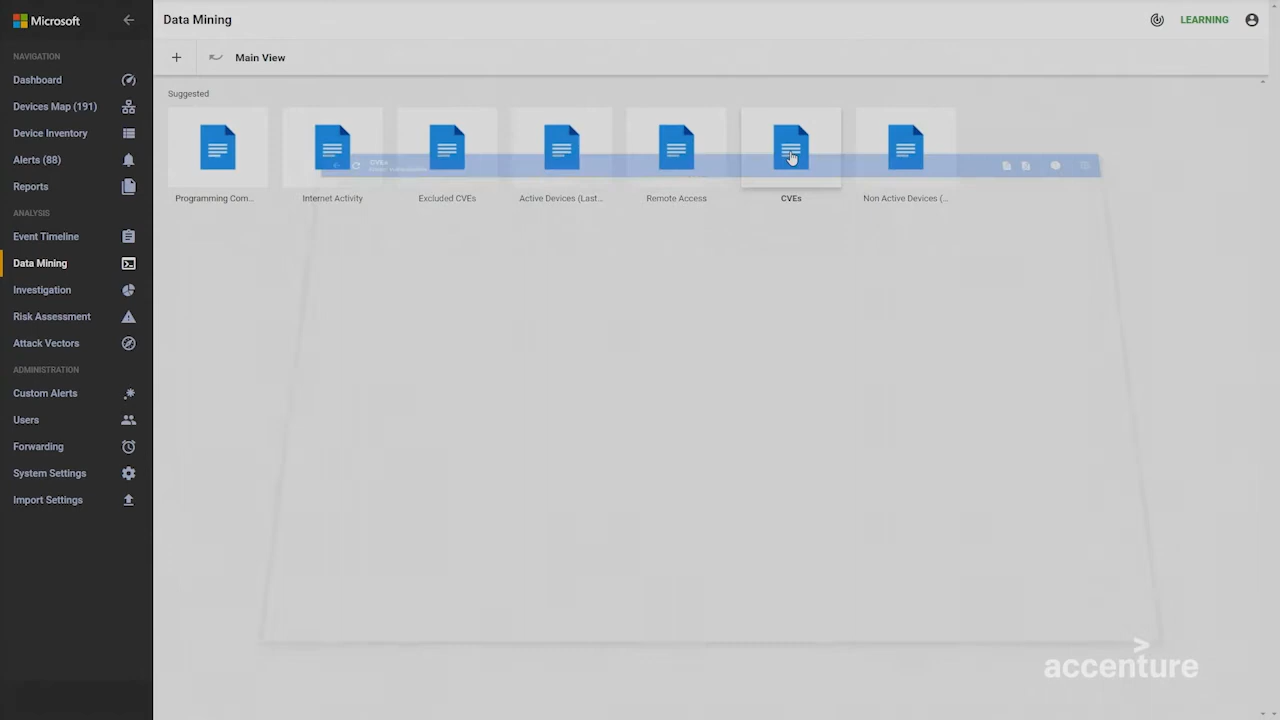 Microsoft
NAVIGATION
Dashboard
Devices Map (191)
Device Inventory
Alerts (88)
Reports
ANALYSIS
Event Timeline
Data Mining
Investigation
Risk Assessment
Attack Vectors
ADMINISTRATION
Custom Alerts
Users
Forwarding
System Settings
Import Settings
Data Mining
LEARNING
Main View
Suggested
CVEs
Programming Com...
Internet Activity
Excluded CVEs
Active Devices (Last...
Remote Access
CVEs
Non Active Devices (...
accenture